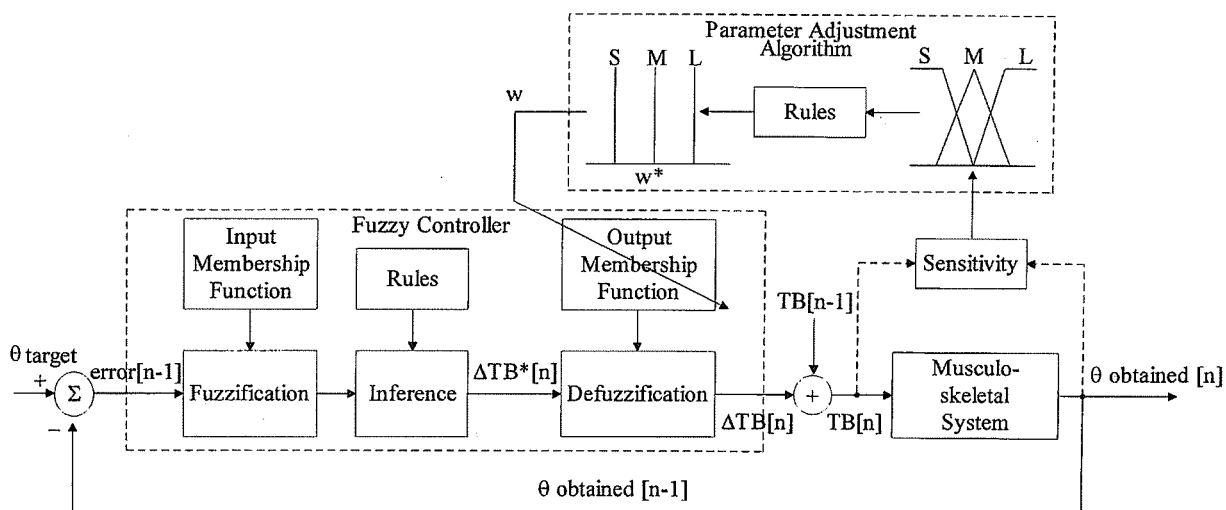 Parameter Adjustment
Algorithm
S M L
w*
Rules
S M L
w
Fuzzy Controller
Input
Membership
Function
Rules
Output
Membership
Function
Sensitivity
TB[n-1]
θ target
+
Σ
−
error[n-1]
Fuzzification
Inference
ΔTB*[n]
Defuzzification
ΔTB[n]
+
TB[n]
Musculo-
skeletal
System
θ obtained [n]
θ obtained [n-1]